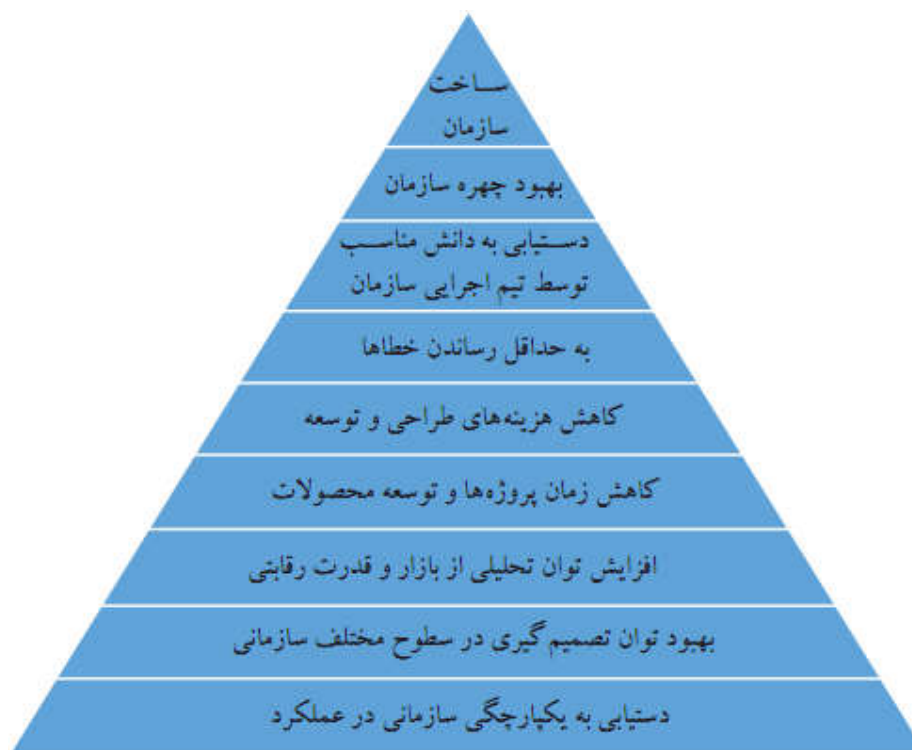 ساخت
سازمان
بهبود چهره سازمان
دستیابی به دانش مناسب
توسط تیم اجرایی سازمان
به حداقل رساندن خطاها
کاهش هزینه‌های طراحی و توسعه
کاهش زمان پروژه‌ها و توسعه محصولات
افزایش توان تحلیلی از بازار و قدرت رقابتی
بهبود توان تصمیم گیری در سطوح مختلف سازمانی
دستیابی به یکپارچگی سازمانی در عملکرد